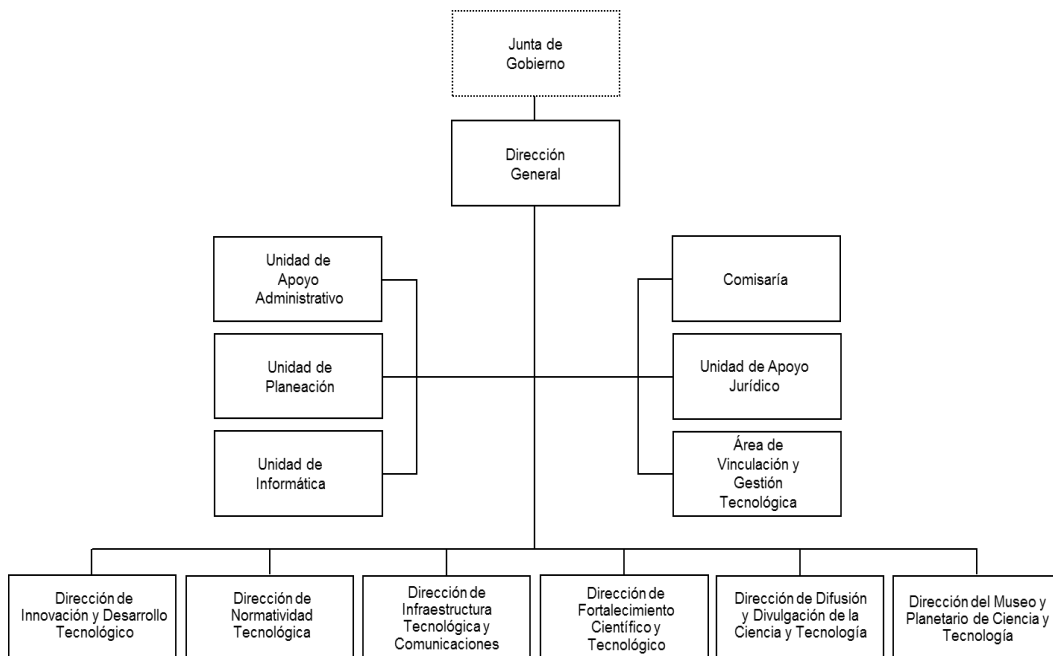 Junta de
Gobierno
Dirección
General
Unidad de
Apoyo
Administrativo
Comisaría
Unidad de
Planeación
Unidad de Apoyo
Jurídico
Unidad de
Informática
Área de
Vinculación y
Gestión
Tecnológica
Dirección de
Innovación y Desarrollo
Tecnológico
Dirección de
Normatividad
Tecnológica
Dirección de
Infraestructura
Tecnológica y
Comunicaciones
Dirección de
Fortalecimiento
Científico y
Tecnológico
Dirección de Difusión
y Divulgación de la
Ciencia y Tecnología
Dirección del Museo y
Planetario de Ciencia y
Tecnología